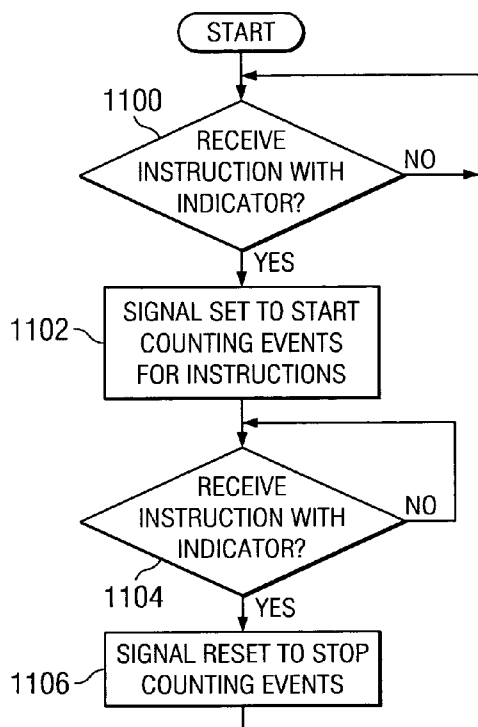 START
1100
RECEIVE
INSTRUCTION WITH
INDICATOR?
NO
YES
1102
SIGNAL SET TO START
COUNTING EVENTS
FOR INSTRUCTIONS
RECEIVE
INSTRUCTION WITH
INDICATOR?
NO
1104
YES
1106
SIGNAL RESET TO STOP
COUNTING EVENTS